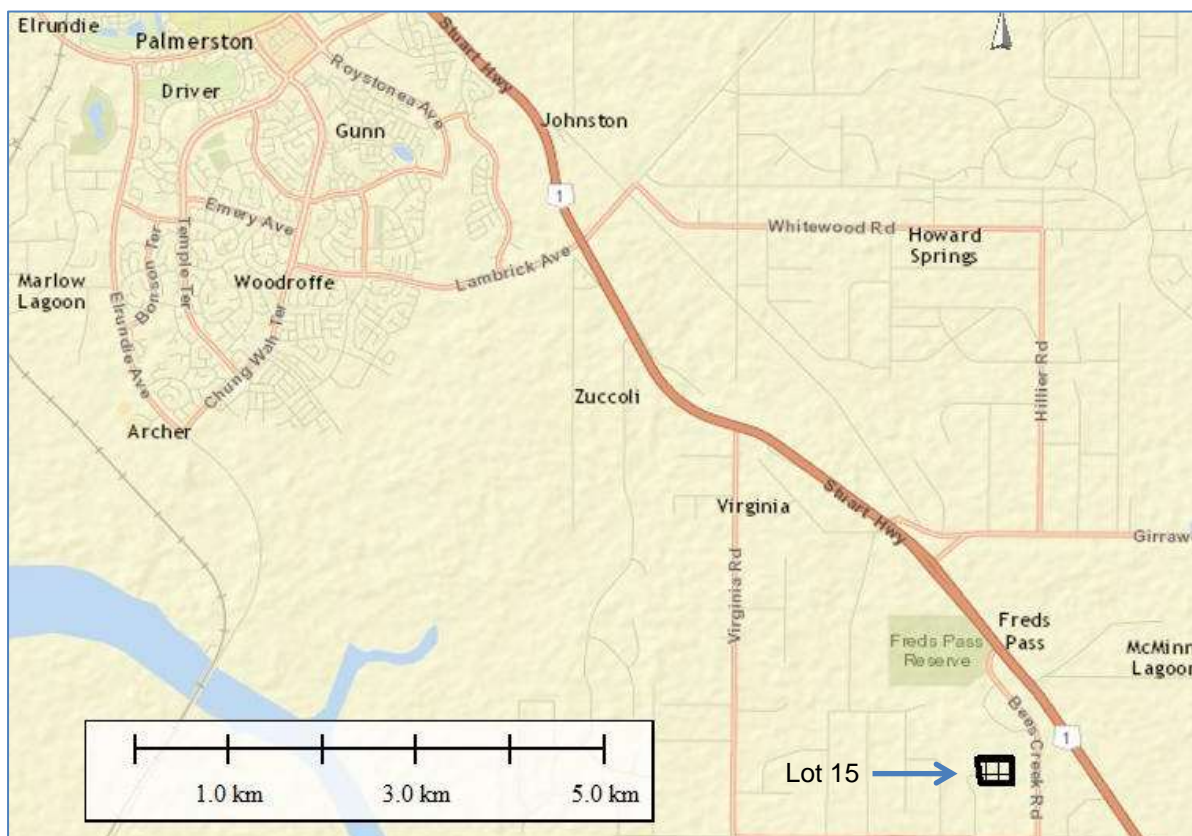 Elrundie
Palmerston
Stuart Hwy
Roystonea Ave
Driver
Gunn
Johnston
1
Emery Ave
Whitewood Rd
Howard
Springs
Marlow
Lagoon
Bonson Ter
Temple Ter
Woodroffe
Lambrick Ave
Elrundie Ave
Chung Wah Ter
Hillier Rd
Zuccoli
Archer
Virginia
Stuart Hwy
Girraw
Virginia Rd
Freds
Pass
Freds Pass
Reserve
McMinn
Lagoon
Bees Creek Rd
1
Lot 15
1.0 km
3.0 km
5.0 km